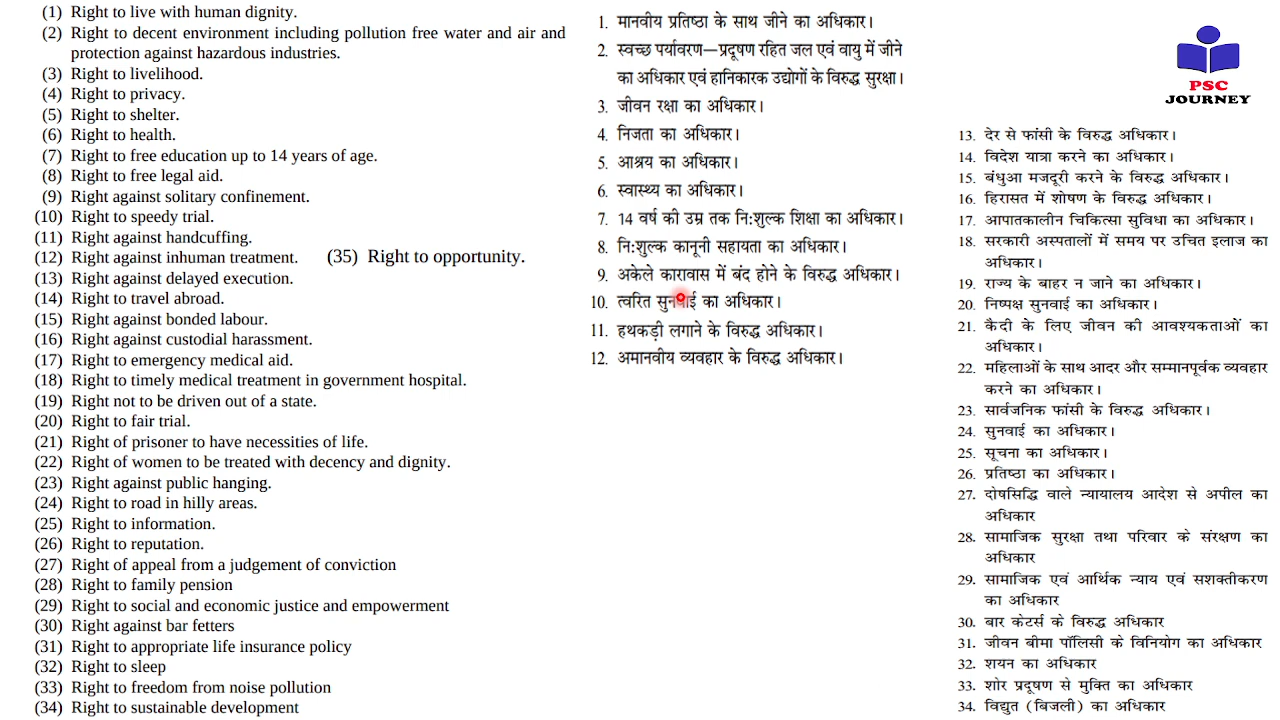 (1) Right to live with human dignity.
(2) Right to decent environment including pollution free water and air and
protection against hazardous industries.
(3) Right to livelihood.
(4) Right to privacy.
(5) Right to shelter.
(6) Right to health.
(7) Right to free education up to 14 years of age.
(8) Right to free legal aid.
(9) Right against solitary confinement.
(10) Right to speedy trial.
(11) Right against handcuffing.
(12) Right against inhuman treatment.
(35) Right to opportunity.
(13) Right against delayed execution.
(14) Right to travel abroad.
(15) Right against bonded labour.
(16) Right against custodial harassment.
(17) Right to emergency medical aid.
(18) Right to timely medical treatment in government hospital.
(19) Right not to be driven out of a state.
(20) Right to fair trial.
(21) Right of prisoner to have necessities of life.
(22) Right of women to be treated with decency and dignity.
(23) Right against public hanging.
(24) Right to road in hilly areas.
(25) Right to information.
(26) Right to reputation.
(27) Right of appeal from a judgement of conviction
(28) Right to family pension
(29) Right to social and economic justice and empowerment
(30) Right against bar fetters
(31) Right to appropriate life insurance policy
(32) Right to sleep
(33) Right to freedom from noise pollution
(34) Right to sustainable development
1. मानवीय प्रतिष्ठा के साथ जीने का अधिकार।
2. स्वच्छ पर्यावरण—प्रदूषण रहित जल एवं वायु में जीने
का अधिकार एवं हानिकारक उद्योगों के विरुद्ध सुरक्षा।
3. जीवन रक्षा का अधिकार।
4. निजता का अधिकार।
5. आश्रय का अधिकार।
6. स्वास्थ्य का अधिकार।
7. 14 वर्ष की उम्र तक नि:शुल्क शिक्षा का अधिकार।
8. नि:शुल्क कानूनी सहायता का अधिकार।
9. अकेले कारावास में बंद होने के विरुद्ध अधिकार।
10. त्वरित सुनवाई का अधिकार।
11. हथकड़ी लगाने के विरुद्ध अधिकार।
12. अमानवीय व्यवहार के विरुद्ध अधिकार।
PSC
JOURNEY
13. देर से फांसी के विरुद्ध अधिकार।
14. विदेश यात्रा करने का अधिकार।
15. बंधुआ मजदूरी करने के विरुद्ध अधिकार।
16. हिरासत में शोषण के विरुद्ध अधिकार।
17. आपातकालीन चिकित्सा सुविधा का अधिकार।
18. सरकारी अस्पतालों में समय पर उचित इलाज का
अधिकार।
19. राज्य के बाहर न जाने का अधिकार।
20. निष्पक्ष सुनवाई का अधिकार।
21. कैदी के लिए जीवन की आवश्यकताओं का
अधिकार।
22. महिलाओं के साथ आदर और सम्मानपूर्वक व्यवहार
करने का अधिकार।
23. सार्वजनिक फांसी के विरुद्ध अधिकार।
24. सुनवाई का अधिकार।
25. सूचना का अधिकार।
26. प्रतिष्ठा का अधिकार।
27. दोषसिद्धि वाले न्यायालय आदेश से अपील का
अधिकार
28. सामाजिक सुरक्षा तथा परिवार के संरक्षण का
अधिकार
29. सामाजिक एवं आर्थिक न्याय एवं सशक्तीकरण
का अधिकार
30. बार केटर्स के विरुद्ध अधिकार
31. जीवन बीमा पॉलिसी के विनियोग का अधिकार
32. शयन का अधिकार
33. शोर प्रदूषण से मुक्ति का अधिकार
34. विद्युत (बिजली) का अधिकार